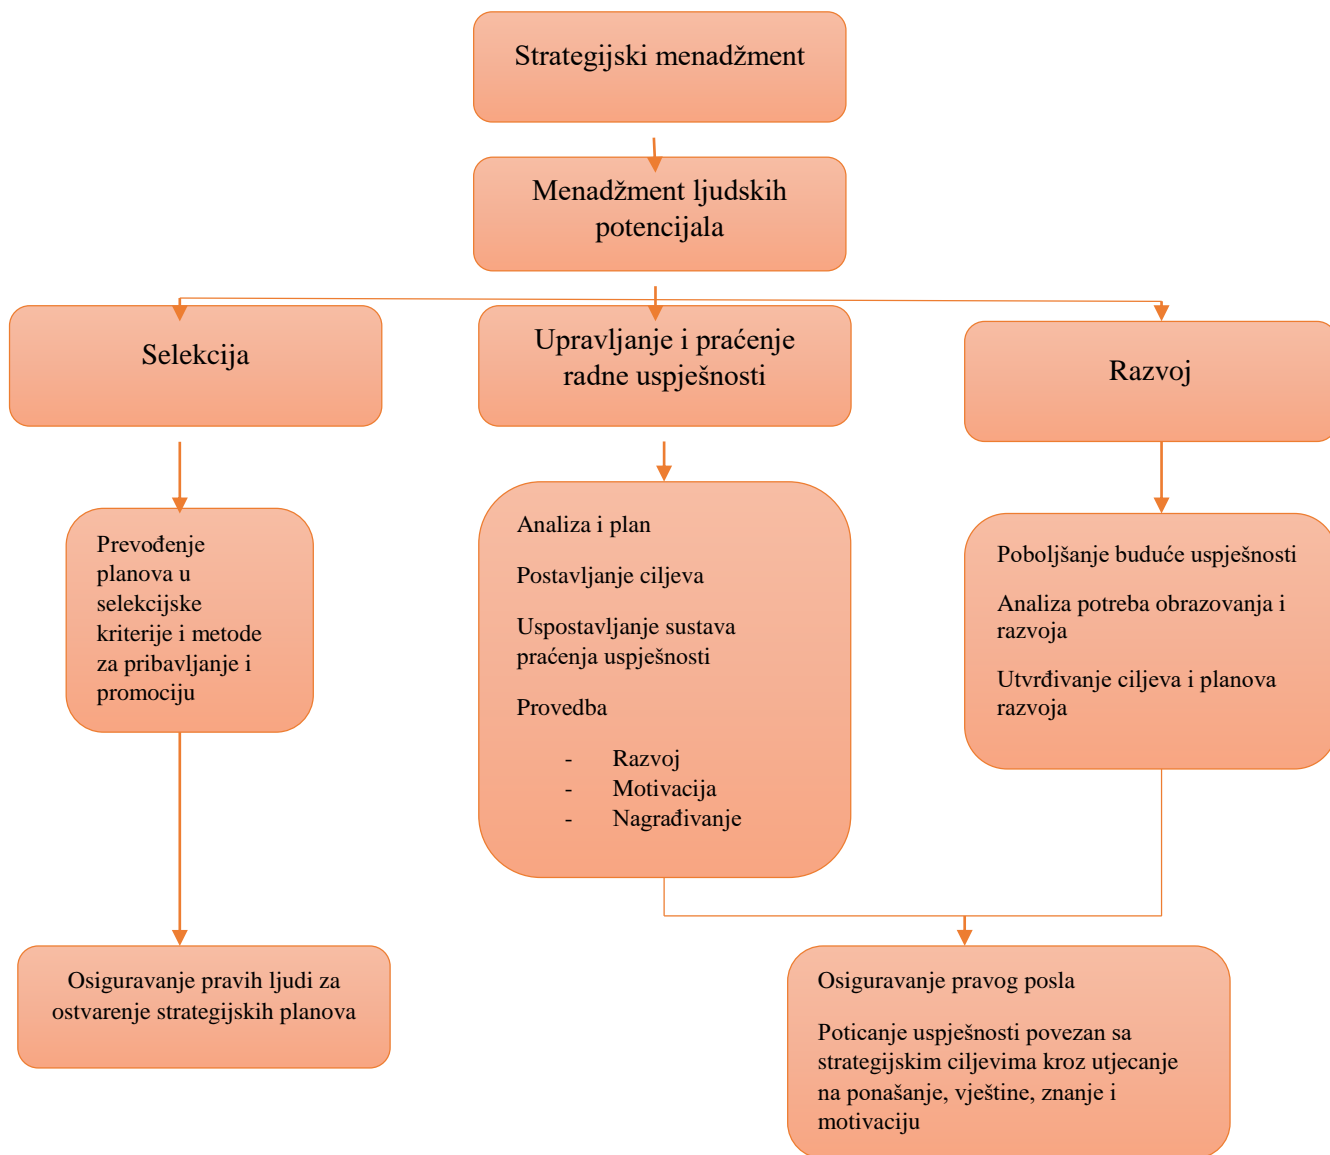 Strategijski menadžment
Menadžment ljudskih
potencijala
Selekcija
Upravljanje i praćenje
radne uspješnosti
Razvoj
Prevođenje
planova u
selekcijske
kriterije i metode
za pribavljanje i
promociju
Analiza i plan
Postavljanje ciljeva
Uspostavljanje sustava
praćenja uspješnosti
Provedba
- Razvoj
- Motivacija
- Nagrađivanje
Poboljšanje buduće uspješnosti
Analiza potreba obrazovanja i
razvoja
Utvrđivanje ciljeva i planova
razvoja
Osiguravanje pravih ljudi za
ostvarenje strategijskih planova
Osiguravanje pravog posla
Poticanje uspješnosti povezan sa
strategijskim ciljevima kroz utjecanje
na ponašanje, vještine, znanje i
motivaciju